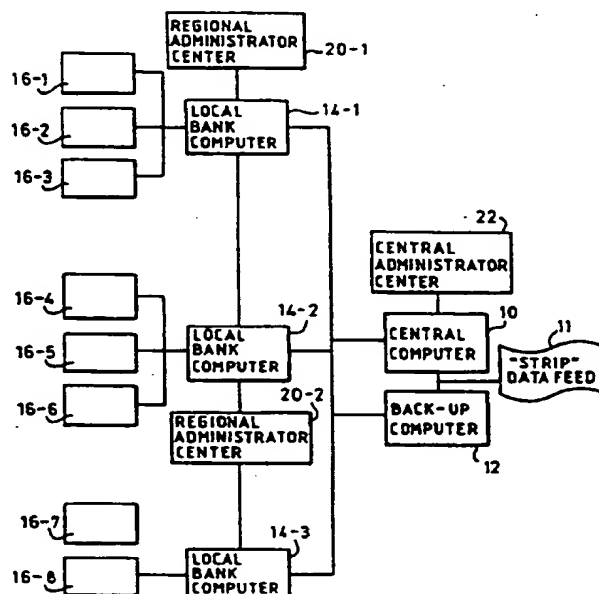 REGIONAL
ADMINISTRATOR
CENTER
20-1
16-1
16-2
16-3
LOCAL
BANK
COMPUTER
14-1
22
CENTRAL
ADMINISTRATOR
CENTER
16-4
16-5
16-6
LOCAL
BANK
COMPUTER
14-2
10
CENTRAL
COMPUTER
11
"STRIP"
DATA FEED
20-2
REGIONAL
ADMINISTRATOR
CENTER
BACK-UP
COMPUTER
12
16-7
16-8
14-3
LOCAL
BANK
COMPUTER